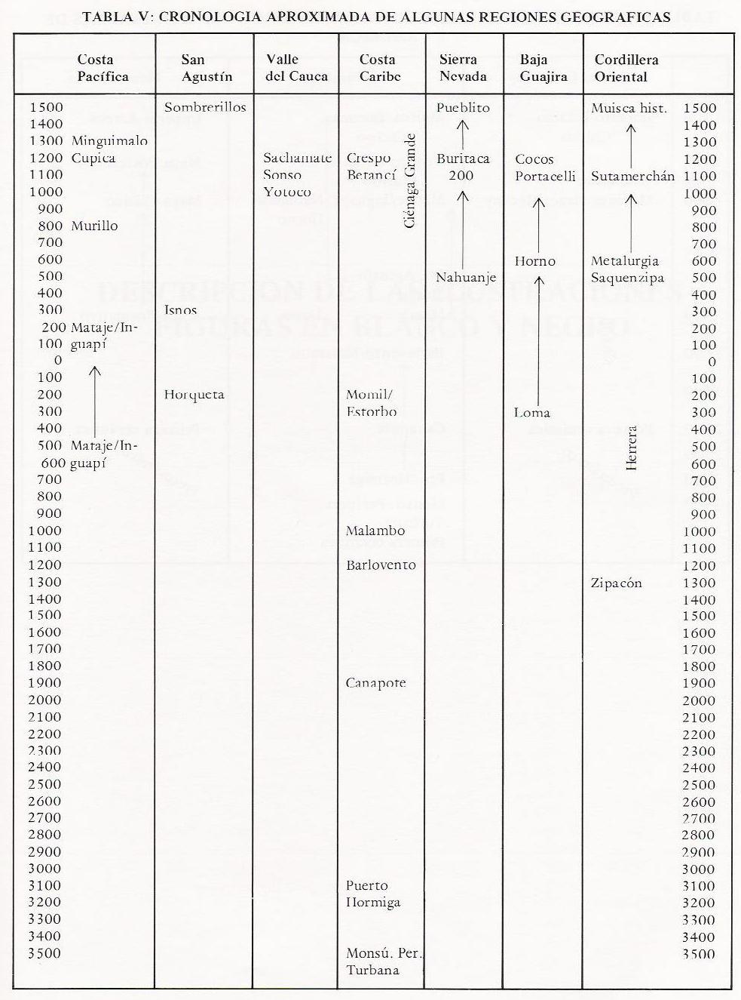 TABLA V: CRONOLOGIA APROXIMADA DE ALGUNAS REGIONES GEOGRAFICAS
Costa San Valle Costa Sierra Baja Cordillera
Pacífica Agustín del Cauca Caribe Nevada Guajira Oriental
1500 Sombrerillos Pueblito Muisca hist. 1500
1400 1400
1300 Minguimalo 1300
1200 Cupica Sachamate Crespo Buritaca Cocos 1200
1100 Sonso Betancí 200 Portacelli Sutamerchán 1100
1000 Yotoco 1000
Ciénaga Grande
900 900
800 Murillo 800
700 700
600 Horno Metalurgia 600
500 Nahuanje Saquenzipa 500
400 400
300 Isnos 300
200 Mataje/In- 200
100 guapí 100
0 0
100 100
200 Horqueta Momil/ 200
300 Estorbo Loma 300
400 400
500 Mataje/In- 500
600 guapí 600
Herrera
700 700
800 800
900 900
1000 Malambo 1000
1100 1100
1200 Barlovento 1200
1300 Zipacón 1300
1400 1400
1500 1500
1600 1600
1700 1700
1800 1800
1900 Canapote 1900
2000 2000
2100 2100
2200 2200
2300 2300
2400 2400
2500 2500
2600 2600
2700 2700
2800 2800
2900 2900
3000 3000
3100 Puerto 3100
3200 Hormiga 3200
3300 3300
3400 3400
3500 Monsú. Per. 3500
Turbana